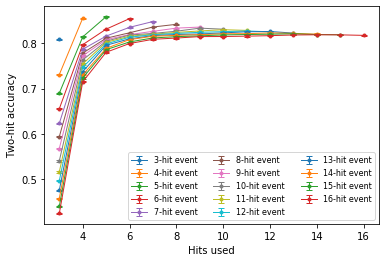 Two-hit accuracy
0.8
0.7
0.6
0.5
3-hit event 8-hit event 13-hit event
4-hit event 9-hit event 14-hit event
5-hit event 10-hit event 15-hit event
6-hit event 11-hit event 16-hit event
7-hit event 12-hit event
4 6 8 10 12 14 16
Hits used